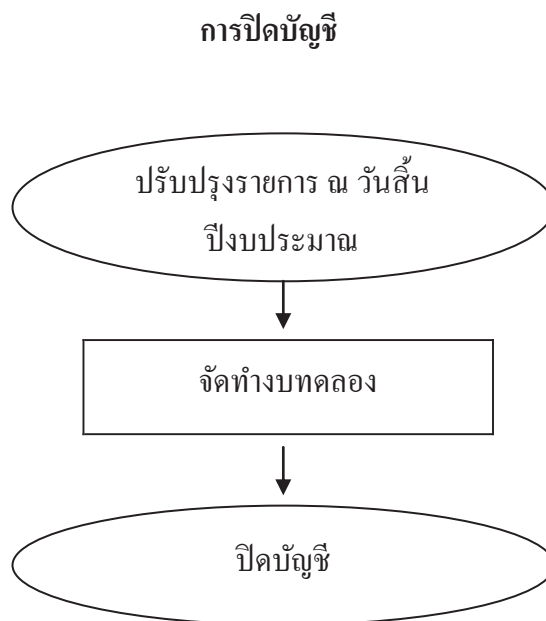 การปิดบัญชี
ปรับปรุงรายการ ณ วันสิ้น
ปีงบประมาณ
จัดทำงบทดลอง
ปิดบัญชี